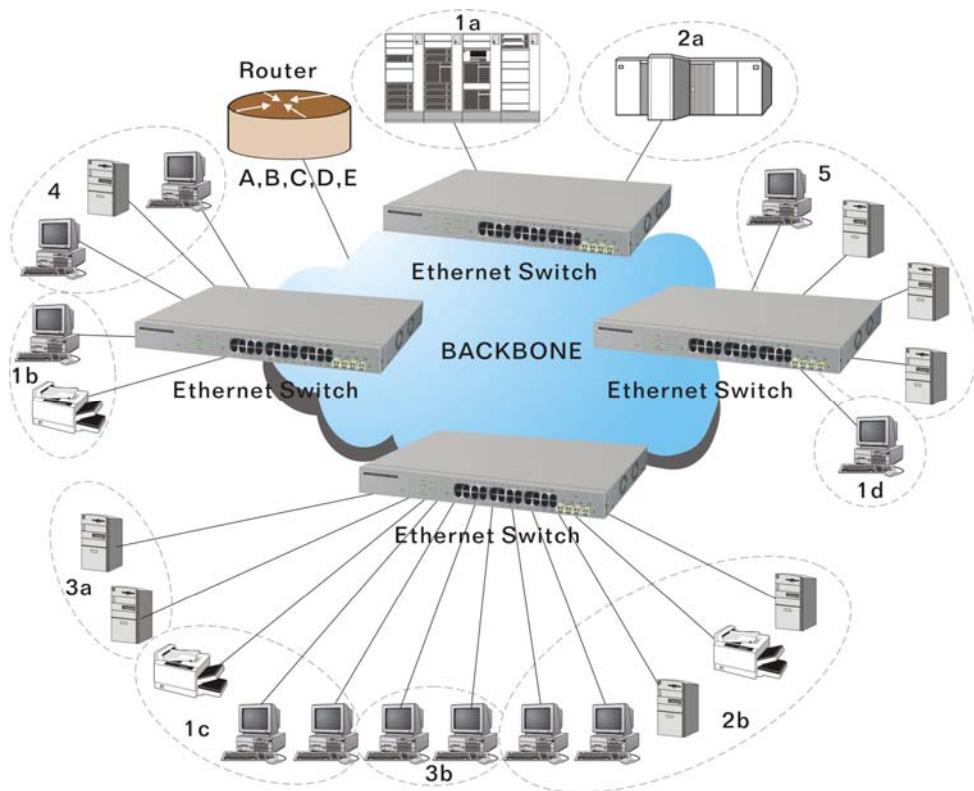 1a
2a
Router
A,B,C,D,E
4
5
Ethernet Switch
BACKBONE
1b
Ethernet Switch
Ethernet Switch
1d
Ethernet Switch
3a
1c
2b
3b